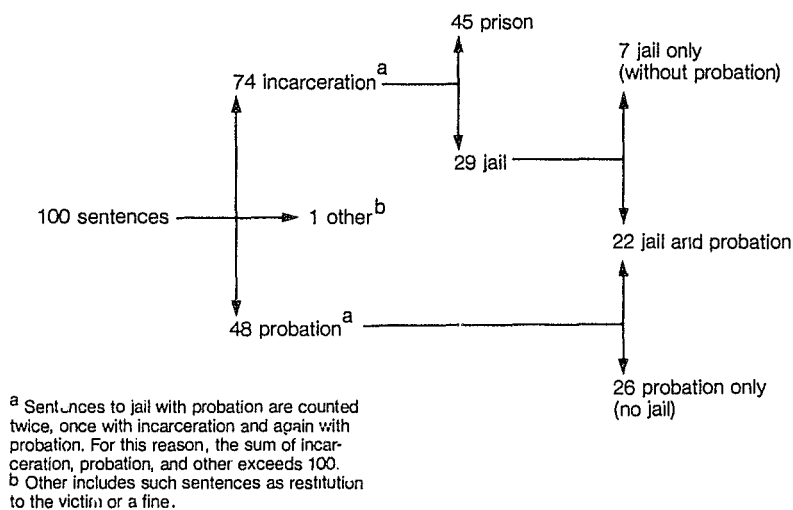 45 prison
7 jail only
(without probation)
74 incarceration a
29 jail
100 sentences
1 other b
22 jail and probation
48 probation a
26 probation only
(no jail)
a Sentences to jail with probation are counted
twice, once with incarceration and again with
probation. For this reason, the sum of incar-
ceration, probation, and other exceeds 100.
b Other includes such sentences as restitution
to the victim or a fine.